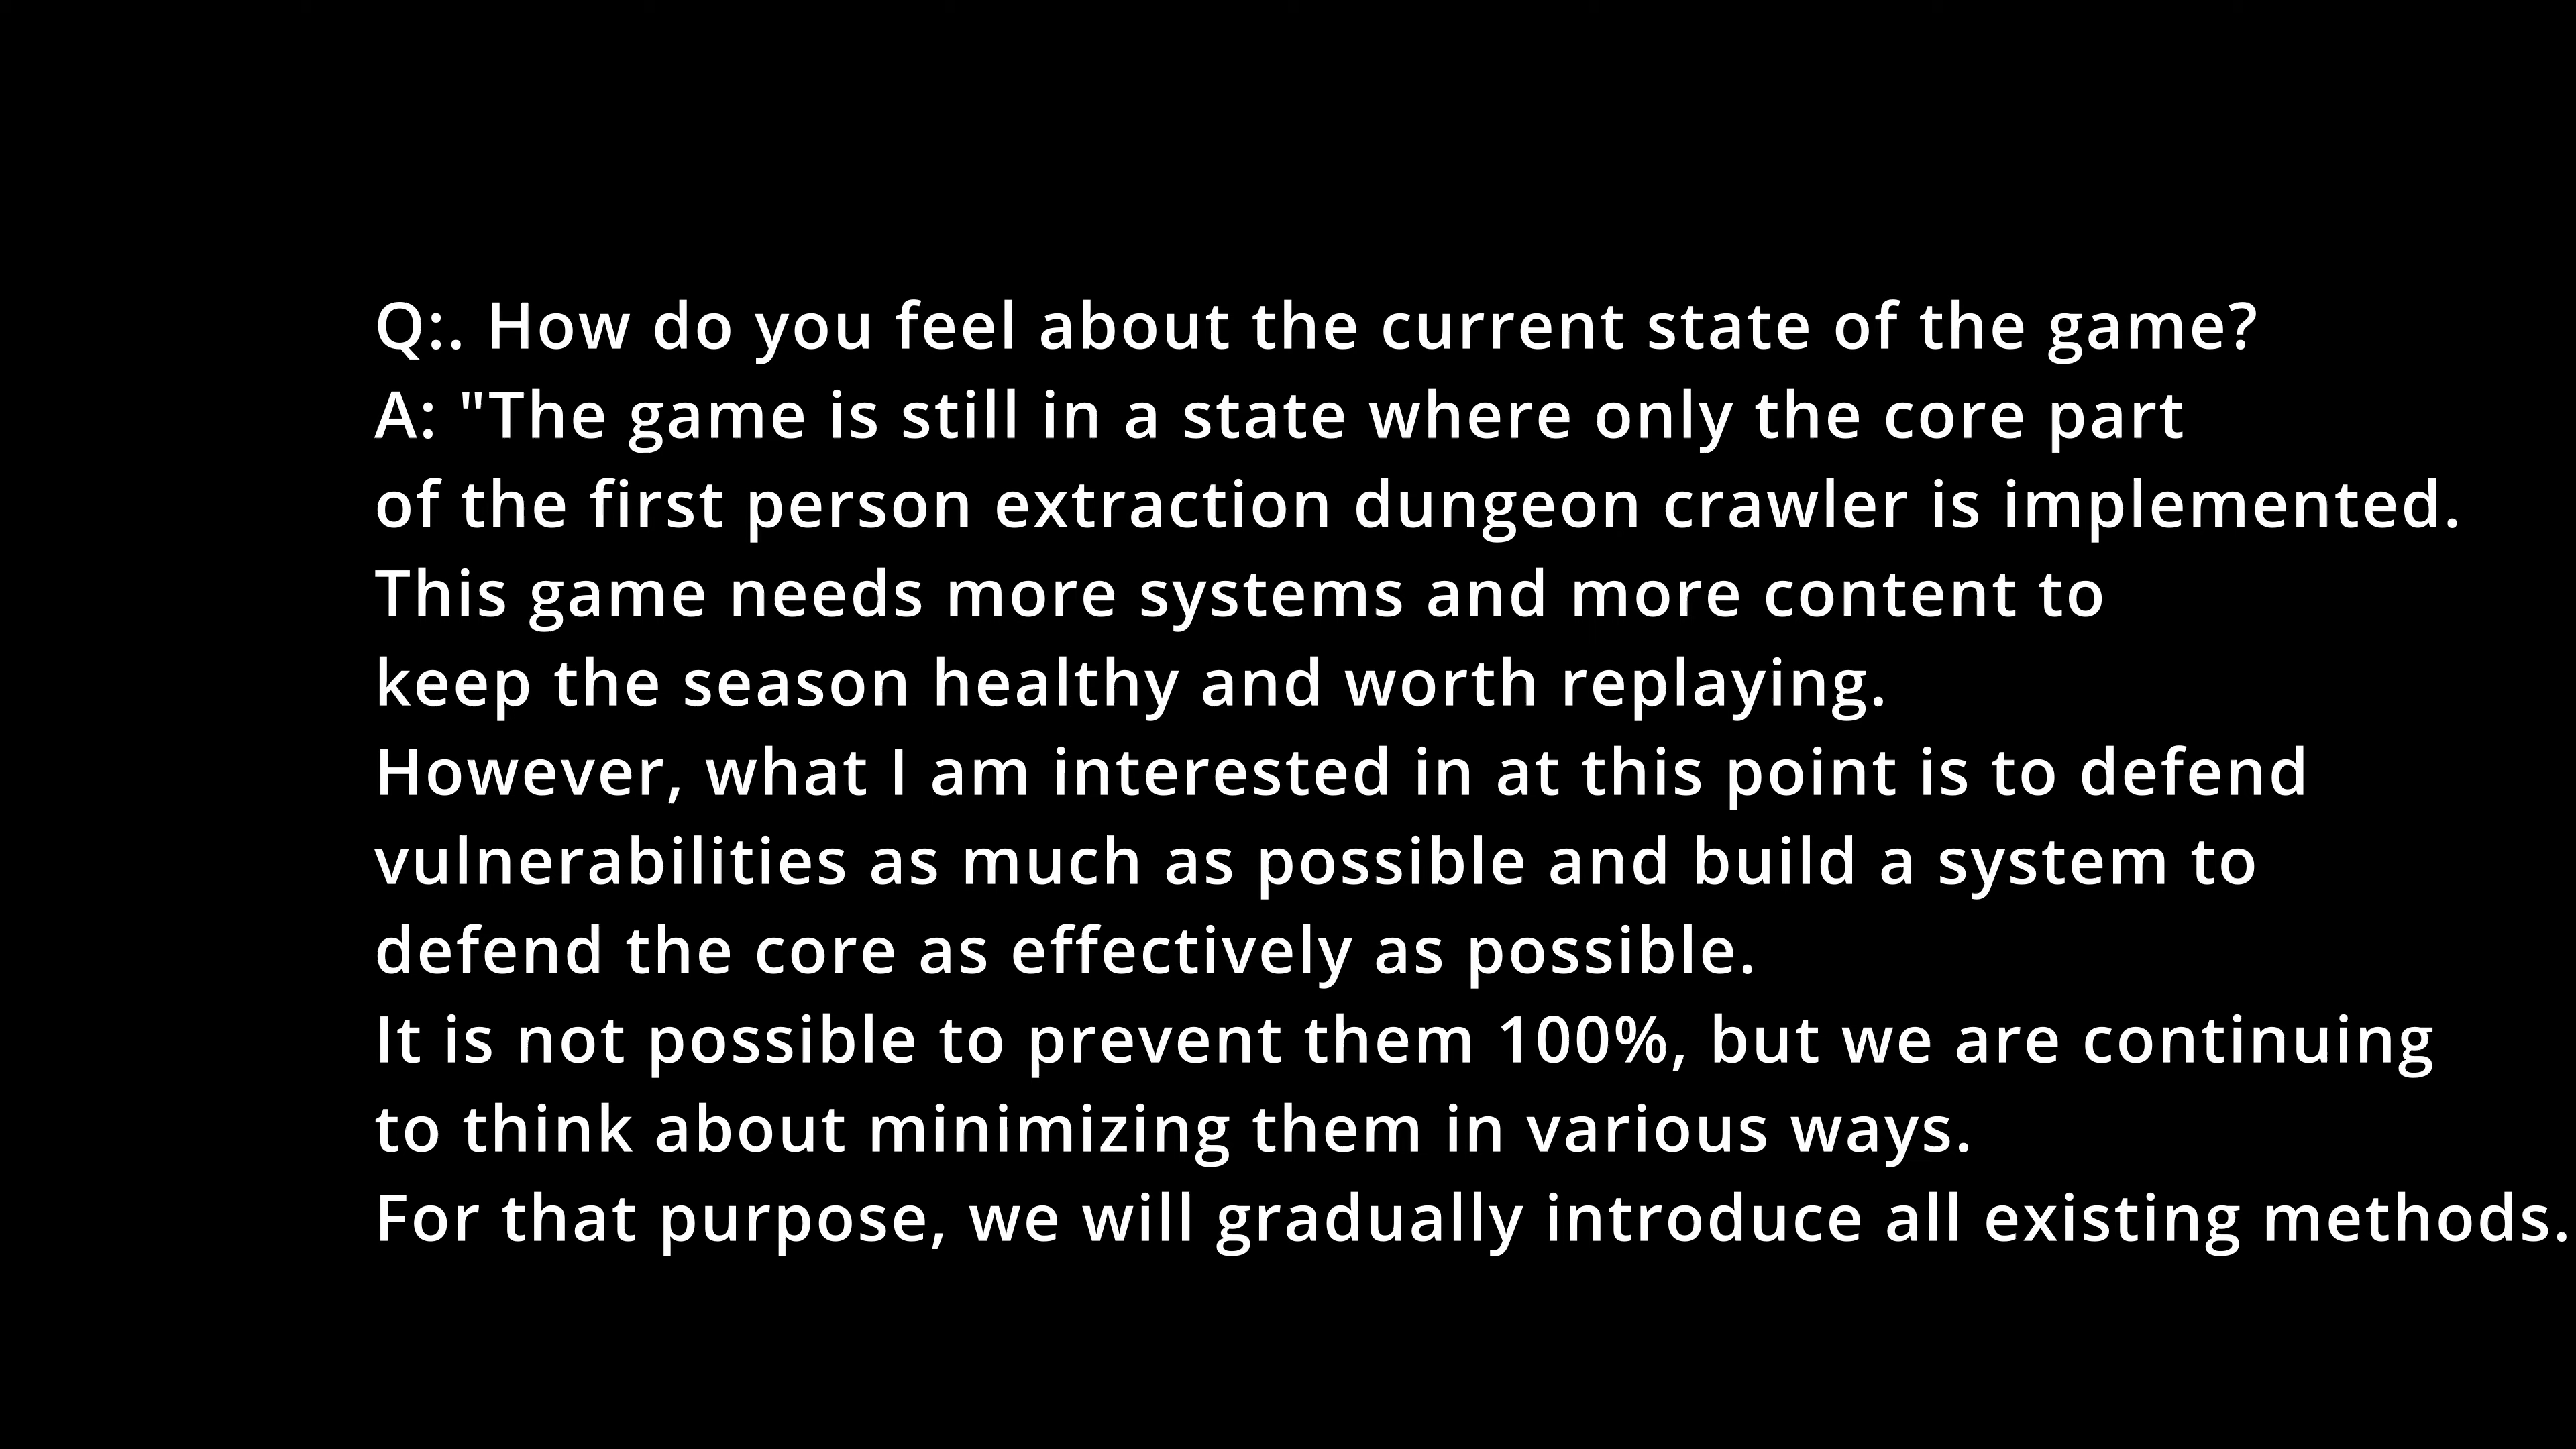 Q:. How do you feel about the current state of the game?
A: "The game is still in a state where only the core part
of the first person extraction dungeon crawler is implemented.
This game needs more systems and more content to
keep the season healthy and worth replaying.
However, what I am interested in at this point is to defend
vulnerabilities as much as possible and build a system to
defend the core as effectively as possible.
It is not possible to prevent them 100%, but we are continuing
to think about minimizing them in various ways.
For that purpose, we will gradually introduce all existing methods.